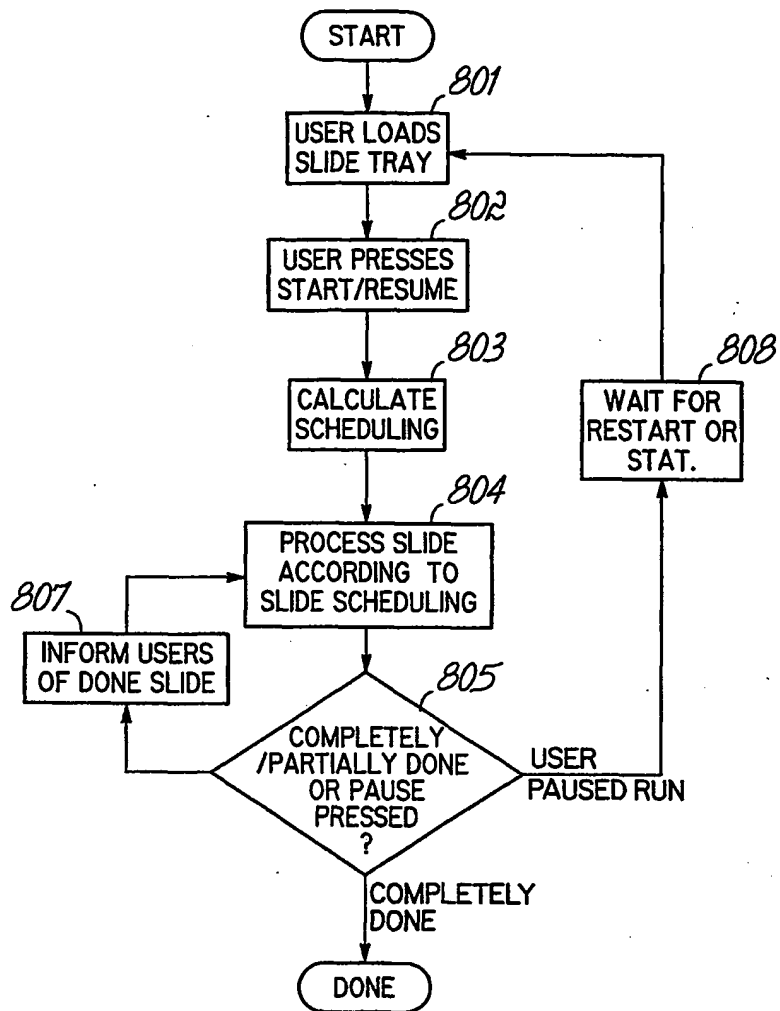 START
801
USER LOADS
SLIDE TRAY
802
USER PRESSES
START/RESUME
803
CALCULATE
SCHEDULING
808
WAIT FOR
RESTART OR
STAT.
804
PROCESS SLIDE
ACCORDING TO
SLIDE SCHEDULING
807
INFORM USERS
OF DONE SLIDE
805
COMPLETELY
/PARTIALLY DONE
OR PAUSE
PRESSED
?
USER
PAUSED RUN
COMPLETELY
DONE
DONE